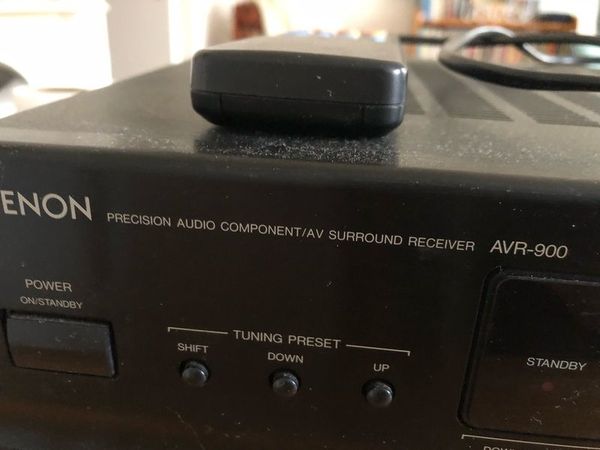 ENON PRECISION AUDIO COMPONENT/AV SURROUND RECEIVER AVR-900
POWER
ON/STANDBY
TUNING PRESET
SHIFT DOWN UP
STANDBY